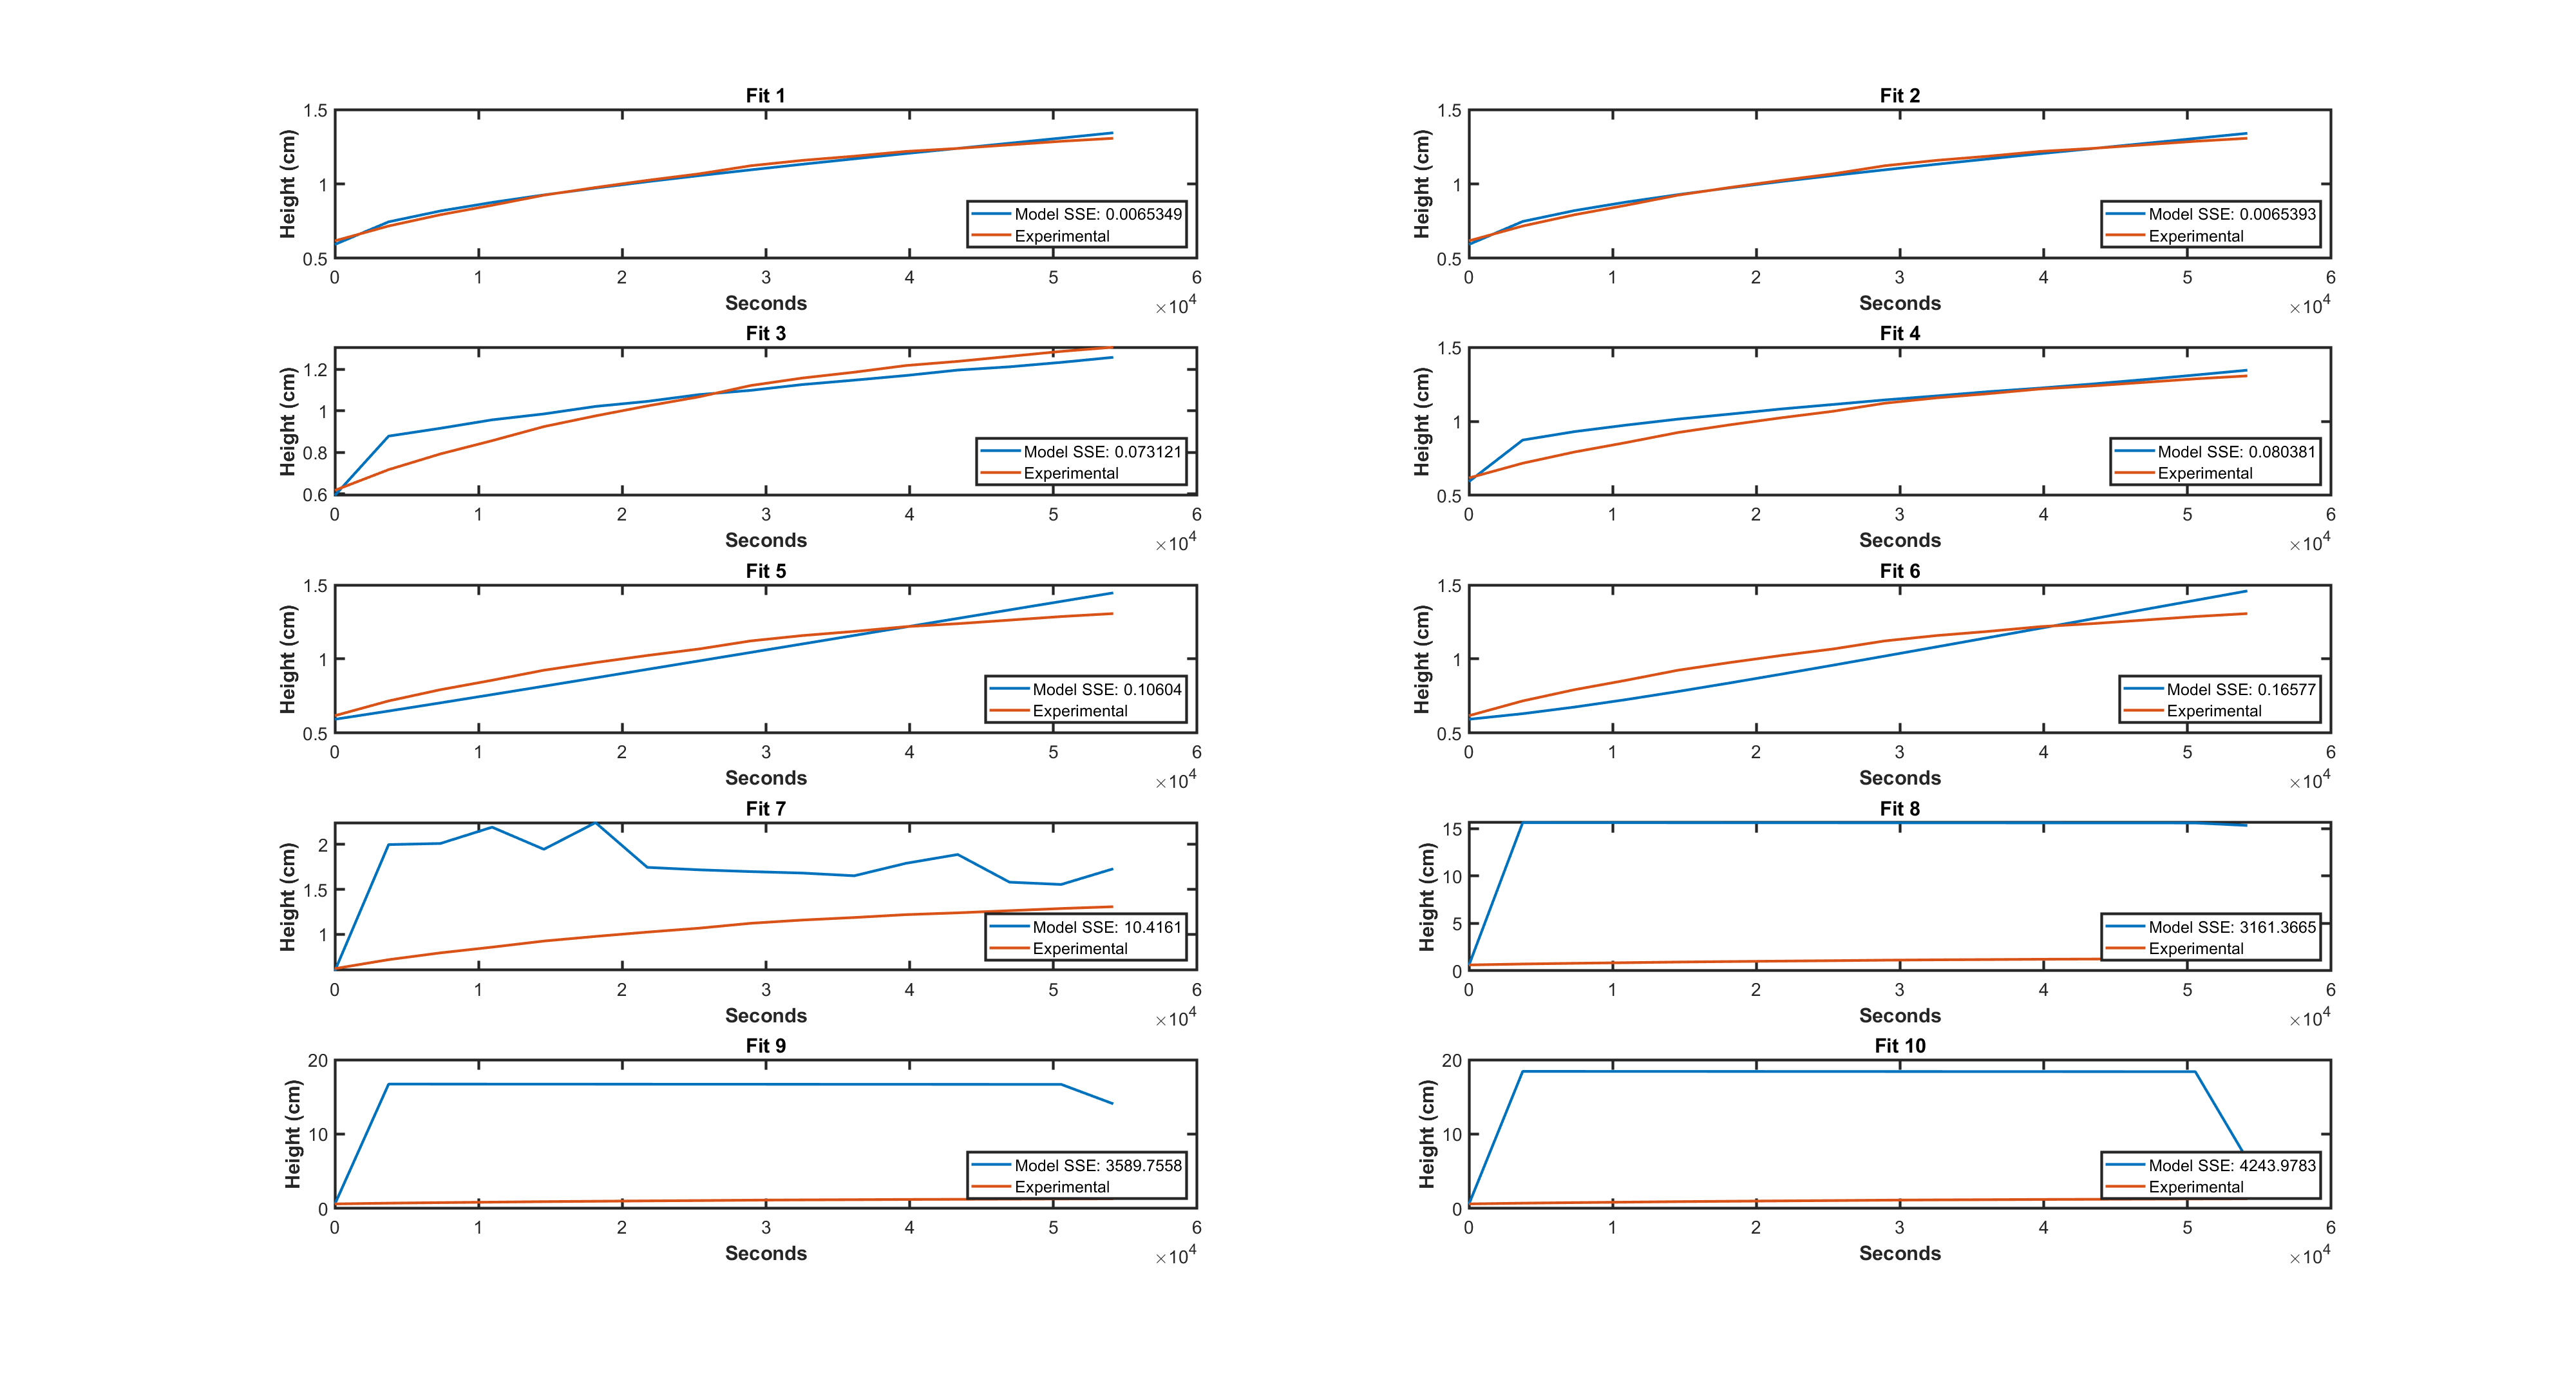 Fit 1
Height (cm)
1.5
1
0.5
Model SSE: 0.0065349
Experimental
0 1 2 3 4 5 6
Seconds
×10^4
Fit 2
Height (cm)
1.5
1
0.5
Model SSE: 0.0065393
Experimental
0 1 2 3 4 5 6
Seconds
×10^4
Fit 3
Height (cm)
1.2
1
0.8
0.6
Model SSE: 0.073121
Experimental
0 1 2 3 4 5 6
Seconds
×10^4
Fit 4
Height (cm)
1.5
1
0.5
Model SSE: 0.080381
Experimental
0 1 2 3 4 5 6
Seconds
×10^4
Fit 5
Height (cm)
1.5
1
0.5
Model SSE: 0.10604
Experimental
0 1 2 3 4 5 6
Seconds
×10^4
Fit 6
Height (cm)
1.5
1
0.5
Model SSE: 0.16577
Experimental
0 1 2 3 4 5 6
Seconds
×10^4
Fit 7
Height (cm)
2
1.5
1
Model SSE: 10.4161
Experimental
0 1 2 3 4 5 6
Seconds
×10^4
Fit 8
Height (cm)
15
10
5
0
Model SSE: 3161.3665
Experimental
0 1 2 3 4 5 6
Seconds
×10^4
Fit 9
Height (cm)
20
10
0
Model SSE: 3589.7558
Experimental
0 1 2 3 4 5 6
Seconds
×10^4
Fit 10
Height (cm)
20
10
0
Model SSE: 4243.9783
Experimental
0 1 2 3 4 5 6
Seconds
×10^4